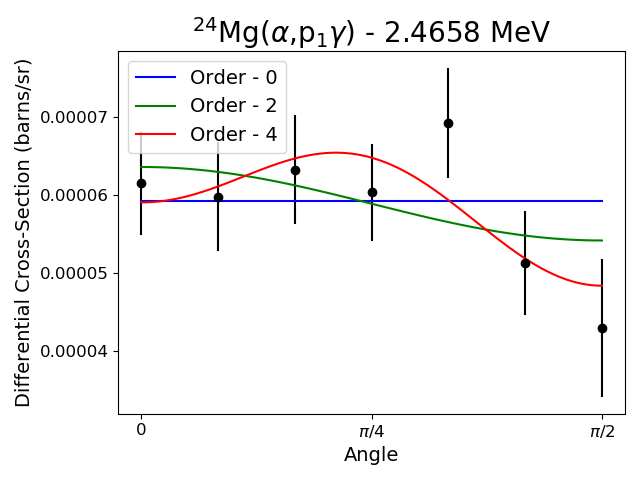 ²⁴Mg(α,p₁γ) - 2.4658 MeV
Order - 0
Order - 2
Order - 4
Differential Cross-Section (barns/sr)
0.00007
0.00006
0.00005
0.00004
0
π/4
π/2
Angle